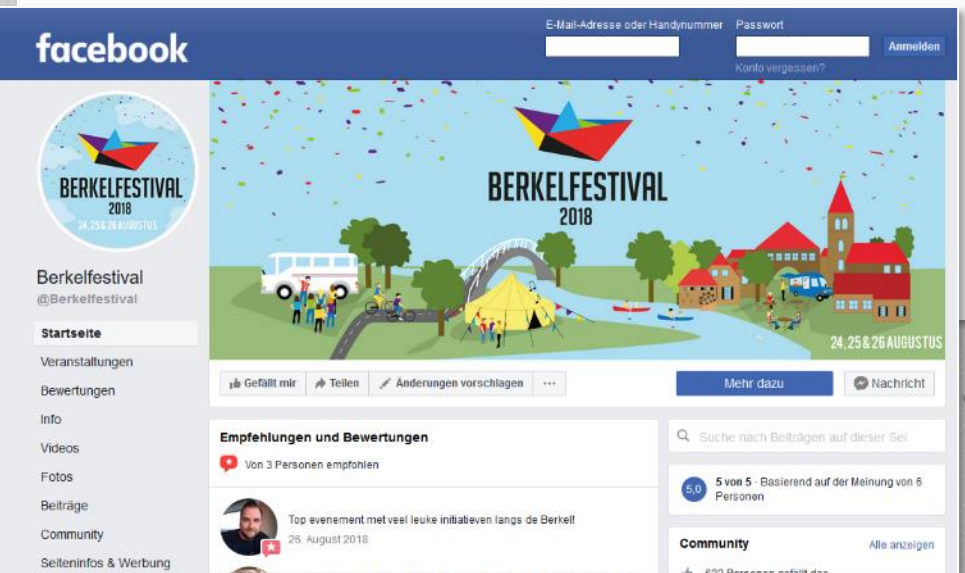 E-Mail-Adresse oder Handynummer Passwort
facebook
Anmelden
Konto vergessen?
BERKELFESTIVAL
2018
24, 25 & 26 AUGUSTUS
BERKELFESTIVAL
2018
24, 25 & 26 AUGUSTUS
Berkelfestival
@Berkelfestival
Startseite
Veranstaltungen
Bewertungen
Info
Videos
Fotos
Beiträge
Community
Seiteninfos & Werbung
Gefällt mir Teilen Änderungen vorschlagen ...
Mehr dazu Nachricht
Empfehlungen und Bewertungen
Von 3 Personen empfohlen
Top evenement met veel leuke initiatieven langs de Berkel!
26. August 2018
Suche nach Beiträgen auf dieser Sei
5,0 5 von 5 - Basierend auf der Meinung von 6
Personen
Community Alle anzeigen
Personen gefällt das